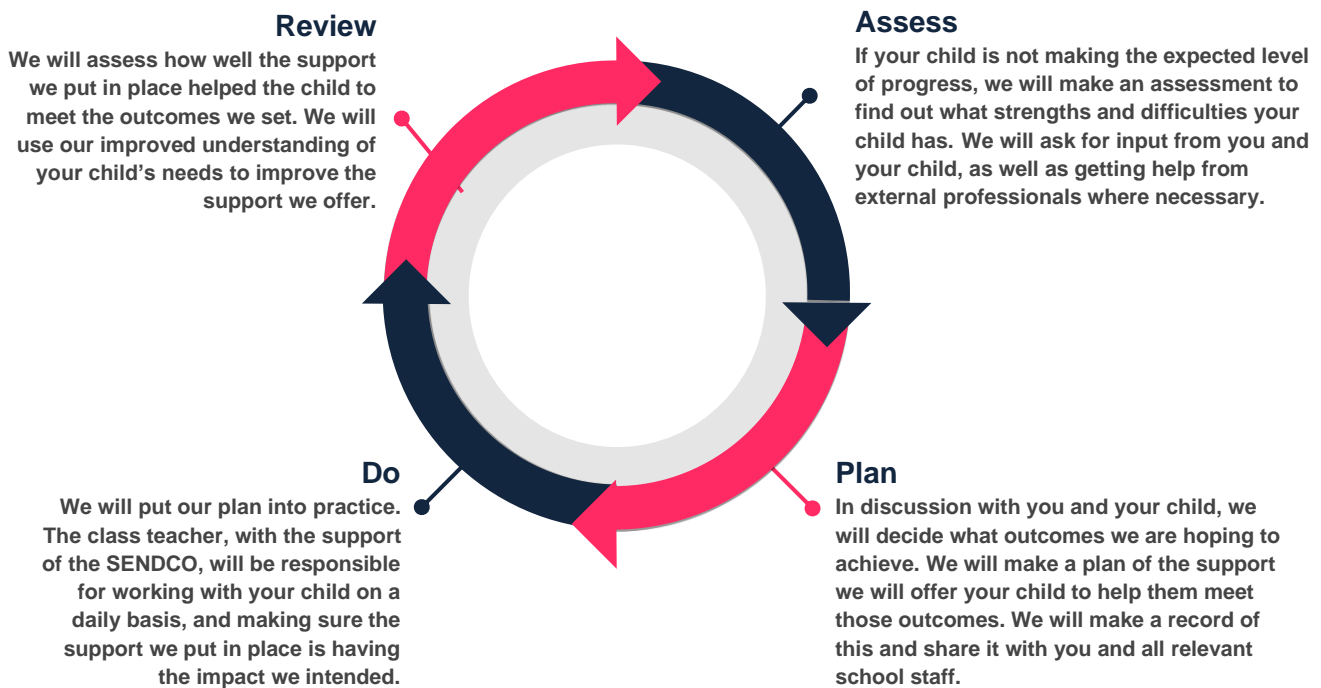 Review
We will assess how well the support
we put in place helped the child to
meet the outcomes we set. We will
use our improved understanding of
your child’s needs to improve the
support we offer.
Assess
If your child is not making the expected level
of progress, we will make an assessment to
find out what strengths and difficulties your
child has. We will ask for input from you and
your child, as well as getting help from
external professionals where necessary.
Do
We will put our plan into practice.
The class teacher, with the support
of the SENDCO, will be responsible
for working with your child on a
daily basis, and making sure the
support we put in place is having
the impact we intended.
Plan
In discussion with you and your child, we
will decide what outcomes we are hoping to
achieve. We will make a plan of the support
we will offer your child to help them meet
those outcomes. We will make a record of
this and share it with you and all relevant
school staff.